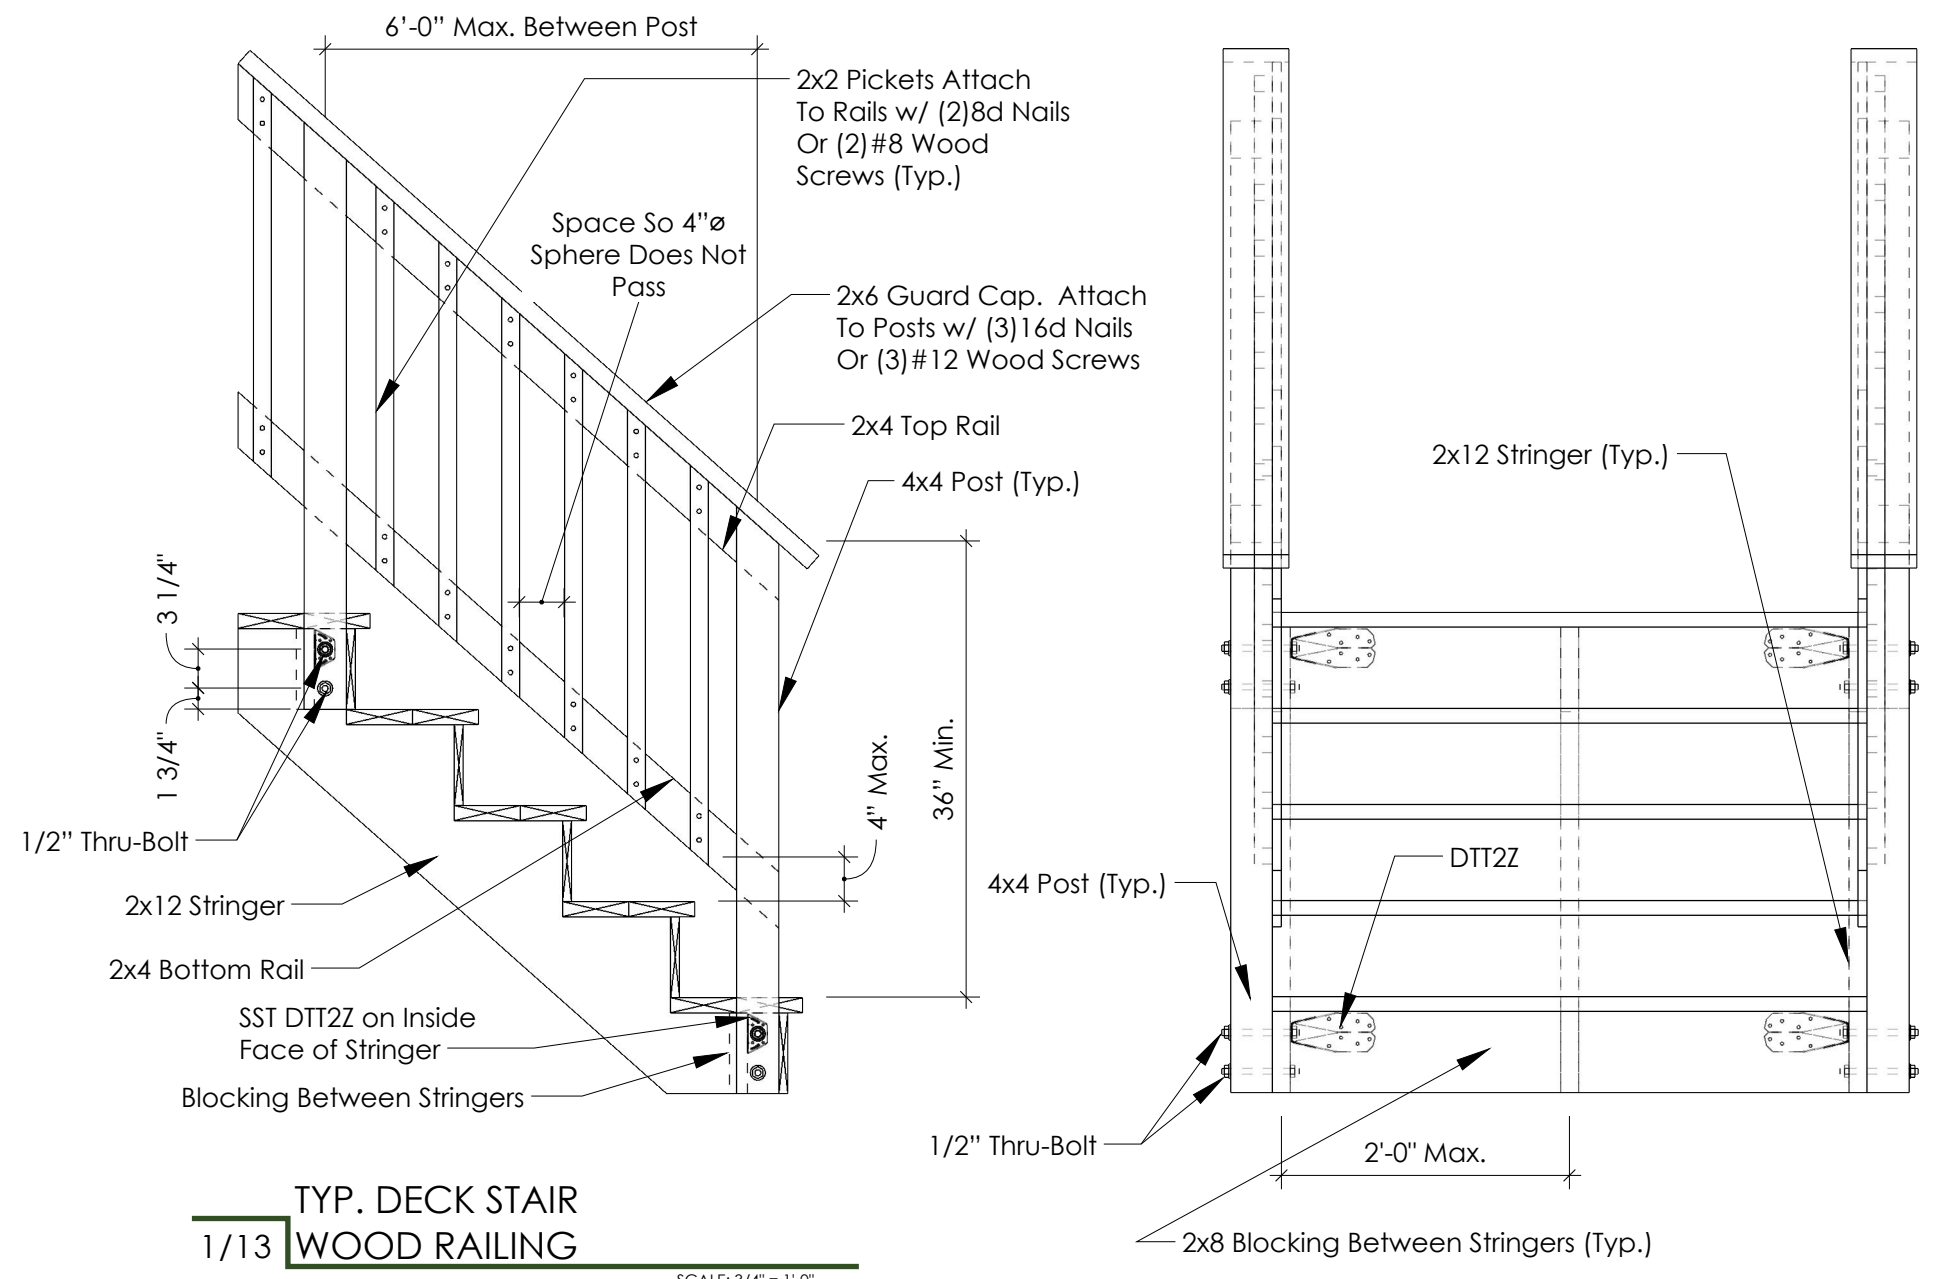 6’-0” Max. Between Post
2x2 Pickets Attach
To Rails w/ (2)8d Nails
Or (2)#8 Wood
Screws (Typ.)
Space So 4”ø
Sphere Does Not
Pass
2x6 Guard Cap.  Attach
To Posts w/ (3)16d Nails
Or (3)#12 Wood Screws
2x4 Top Rail
4x4 Post (Typ.)
3 1/4"
1 3/4"
4” Max.
36” Min.
1/2” Thru-Bolt
2x12 Stringer
2x4 Bottom Rail
SST DTT2Z on Inside
Face of Stringer
Blocking Between Stringers
2x12 Stringer (Typ.)
DTT2Z
4x4 Post (Typ.)
1/2” Thru-Bolt
2'-0" Max.
2x8 Blocking Between Stringers (Typ.)
TYP. DECK STAIR
1/13 WOOD RAILING
SCALE: 3/4" = 1'-0"